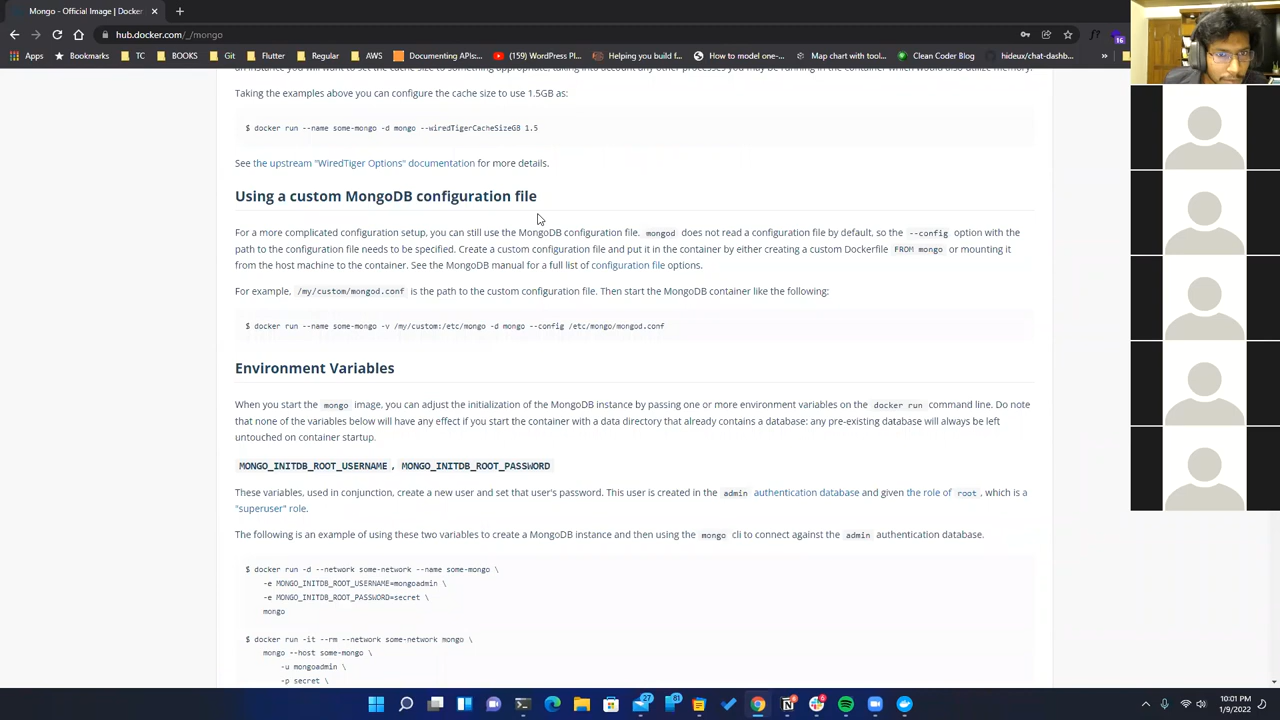 Mongo - Official Image | Docker
hub.docker.com/_/mongo
16
Apps Bookmarks TC BOOKS Git Flutter Regular AWS Documenting APIs... (159) WordPress Pl... Helping you build f... How to model one-... Map chart with tool... Clean Coder Blog hideux/chat-dashb... »
an instance you will want to set the cache size to something appropriate, taking into account any other processes you may be running in the container which would also utilize memory.
Taking the examples above you can configure the cache size to use 1.5GB as:
$ docker run --name some-mongo -d mongo --wiredTigerCacheSizeGB 1.5
See the upstream "WiredTiger Options" documentation for more details.
Using a custom MongoDB configuration file
For a more complicated configuration setup, you can still use the MongoDB configuration file. mongod does not read a configuration file by default, so the --config option with the
path to the configuration file needs to be specified. Create a custom configuration file and put it in the container by either creating a custom Dockerfile FROM mongo or mounting it
from the host machine to the container. See the MongoDB manual for a full list of configuration file options.
For example, /my/custom/mongod.conf is the path to the custom configuration file. Then start the MongoDB container like the following:
$ docker run --name some-mongo -v /my/custom:/etc/mongo -d mongo --config /etc/mongo/mongod.conf
Environment Variables
When you start the mongo image, you can adjust the initialization of the MongoDB instance by passing one or more environment variables on the docker run command line. Do note
that none of the variables below will have any effect if you start the container with a data directory that already contains a database: any pre-existing database will always be left
untouched on container startup.
MONGO_INITDB_ROOT_USERNAME , MONGO_INITDB_ROOT_PASSWORD
These variables, used in conjunction, create a new user and set that user's password. This user is created in the admin authentication database and given the role of root , which is a
"superuser" role.
The following is an example of using these two variables to create a MongoDB instance and then using the mongo cli to connect against the admin authentication database.
$ docker run -d --network some-network --name some-mongo \
-e MONGO_INITDB_ROOT_USERNAME=mongoadmin \
-e MONGO_INITDB_ROOT_PASSWORD=secret \
mongo
$ docker run -it --rm --network some-network mongo \
mongo --host some-mongo \
-u mongoadmin \
-p secret \
27 81 6
10:01 PM
1/9/2022